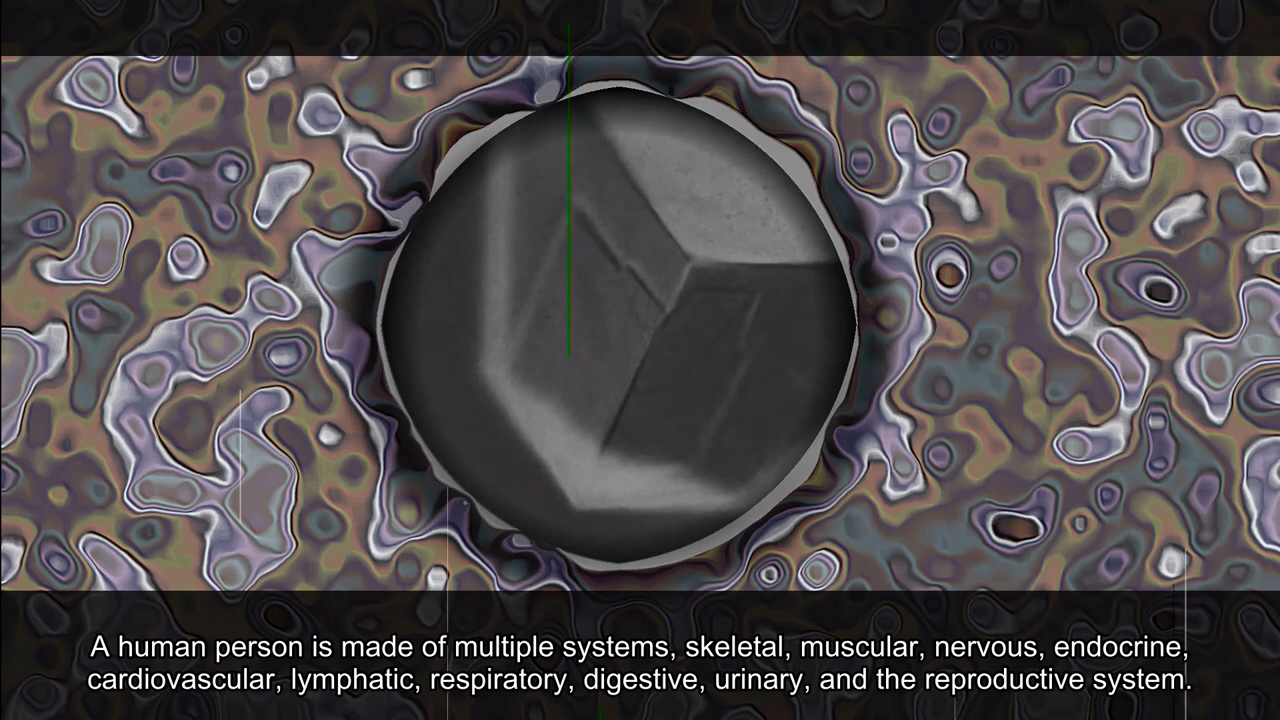 A human person is made of multiple systems, skeletal, muscular, nervous, endocrine,
cardiovascular, lymphatic, respiratory, digestive, urinary, and the reproductive system.